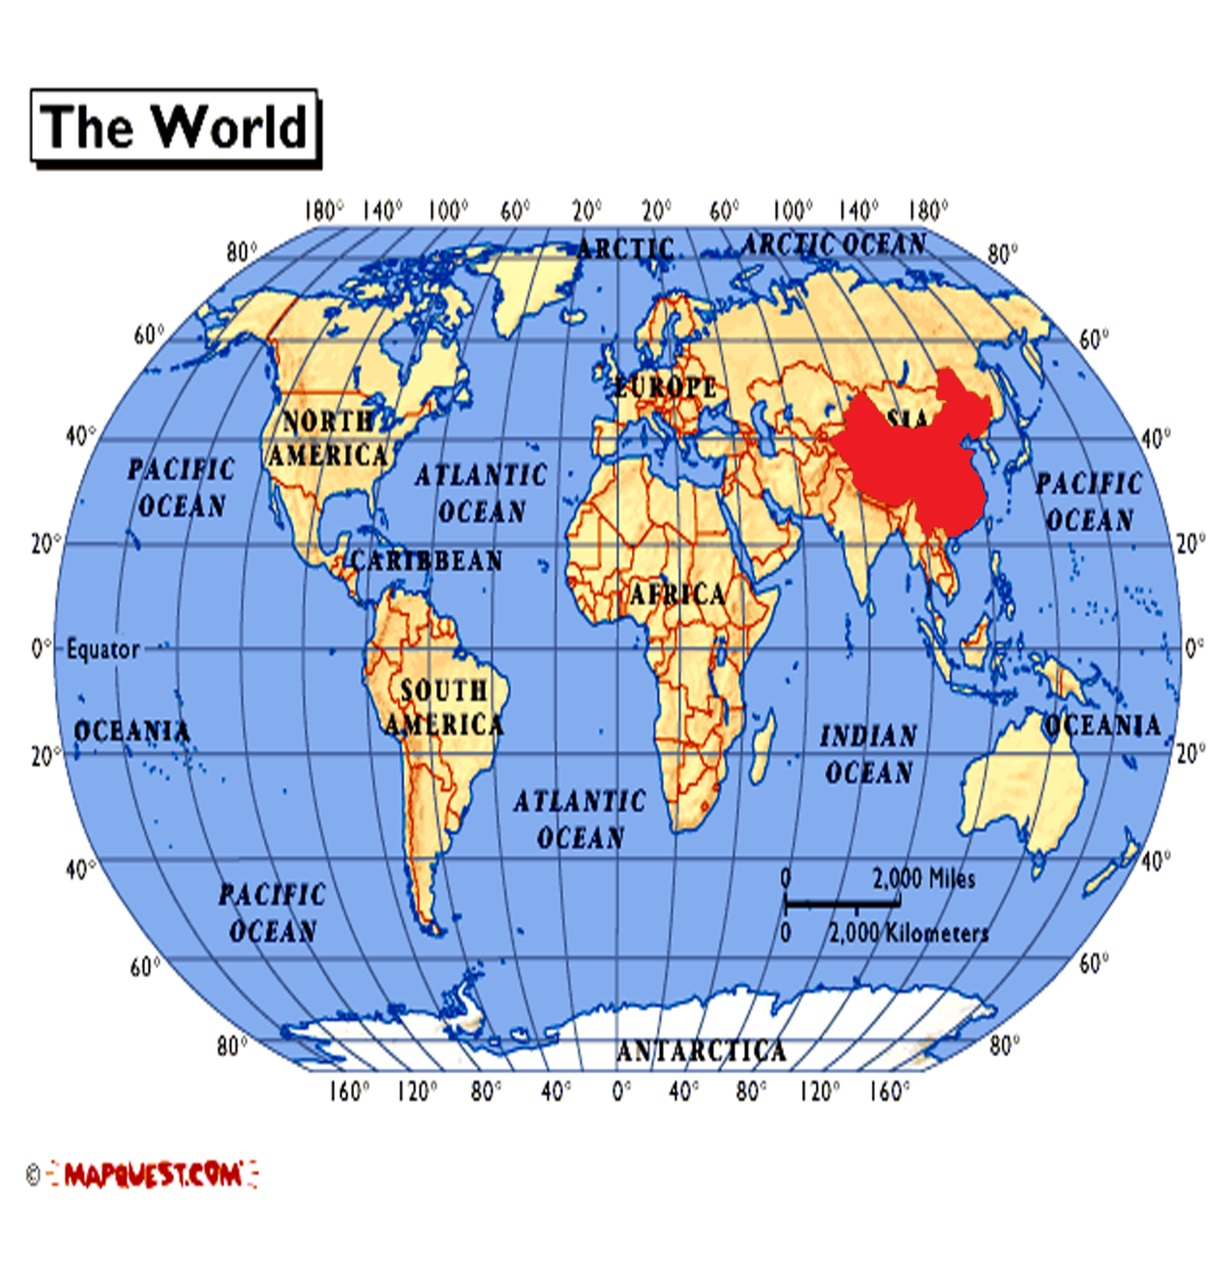 The World
180° 140° 100° 60° 20° 20° 60° 100° 140° 180°
80° ARCTIC ARCTIC OCEAN 80°
60° 60°
EUROPE
NORTH
AMERICA
SIA
40° 40°
PACIFIC
OCEAN
ATLANTIC
OCEAN
PACIFIC
OCEAN
20° 20°
CARIBBEAN
AFRICA
0° Equator 0°
SOUTH
AMERICA
OCEANIA
OCEANIA
INDIAN
OCEAN
20° 20°
ATLANTIC
OCEAN
40° 40°
0 2,000 Miles
0 2,000 Kilometers
PACIFIC
OCEAN
60° 60°
80° 80°
ANTARCTICA
160° 120° 80° 40° 0° 40° 80° 120° 160°
© MAPQUEST.COM